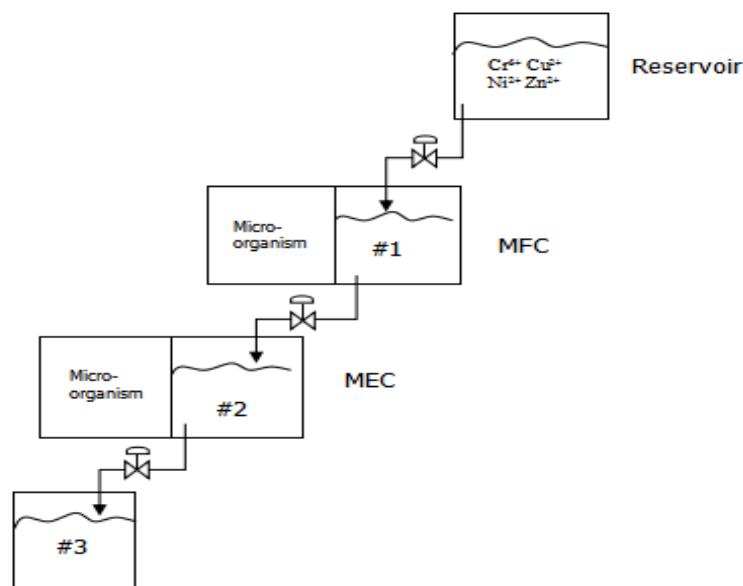 Cr⁶⁺ Cu²⁺
Ni²⁺ Zn²⁺
Reservoir
Micro-
organism
#1
MFC
Micro-
organism
#2
MEC
#3